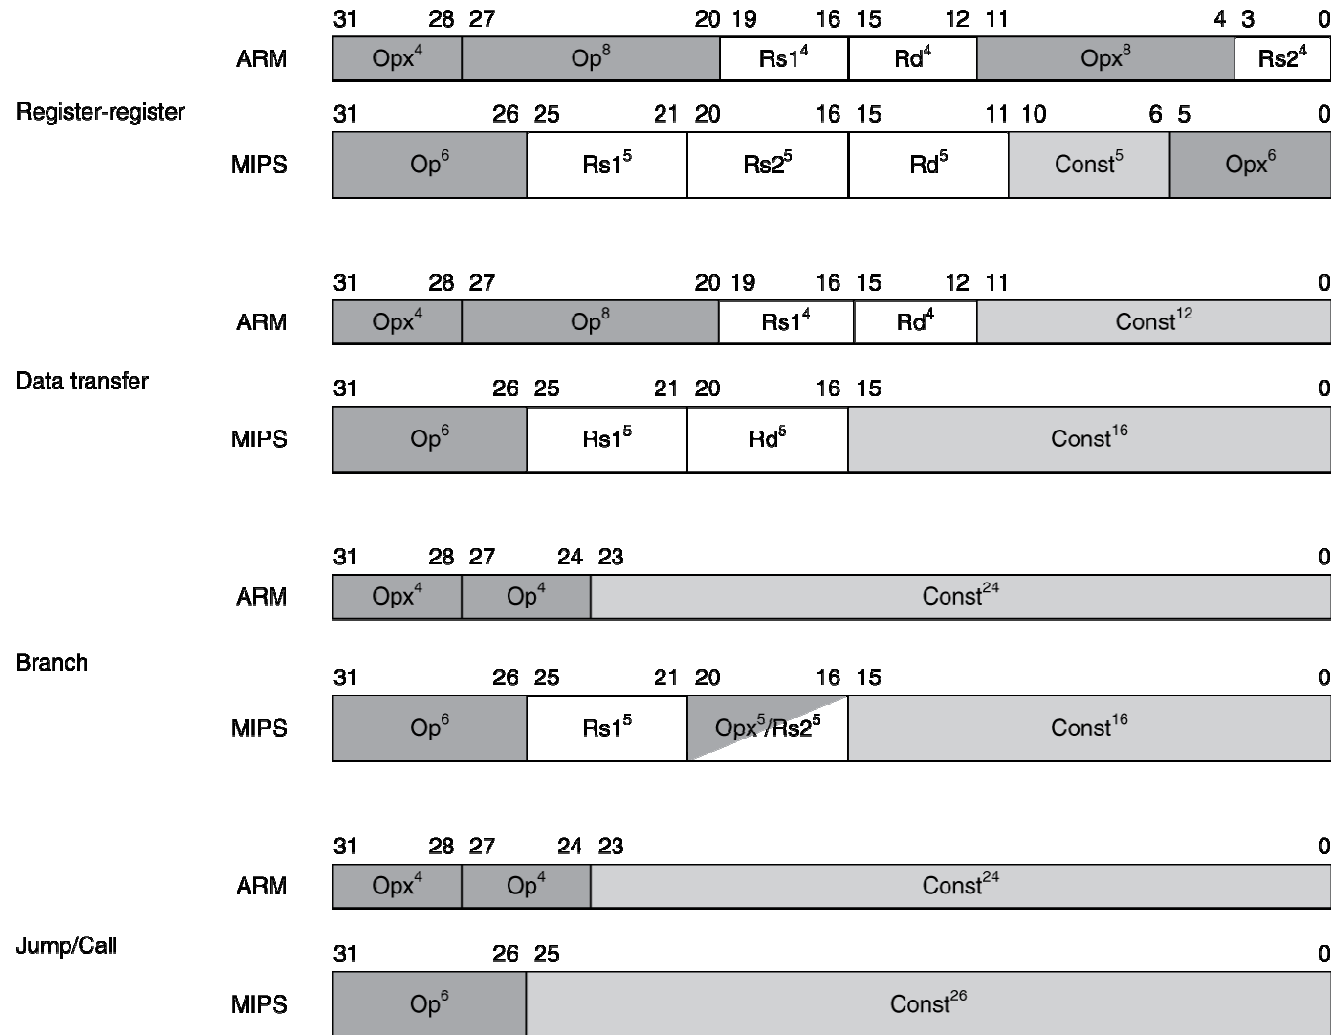 31 28 27 20 19 16 15 12 11 4 3 0
ARM Opx⁴ Op⁸ Rs1⁴ Rd⁴ Opx⁸ Rs2⁴
Register-register
31 26 25 21 20 16 15 11 10 6 5 0
MIPS Op⁶ Rs1⁵ Rs2⁵ Rd⁵ Const⁵ Opx⁶
31 28 27 20 19 16 15 12 11 0
ARM Opx⁴ Op⁸ Rs1⁴ Rd⁴ Const¹²
Data transfer
31 26 25 21 20 16 15 0
MIPS Op⁶ Rs1⁵ Rd⁵ Const¹⁶
31 28 27 24 23 0
ARM Opx⁴ Op⁴ Const²⁴
Branch
31 26 25 21 20 16 15 0
MIPS Op⁶ Rs1⁵ Opx⁵/Rs2⁵ Const¹⁶
31 28 27 24 23 0
ARM Opx⁴ Op⁴ Const²⁴
Jump/Call
31 26 25 0
MIPS Op⁶ Const²⁶